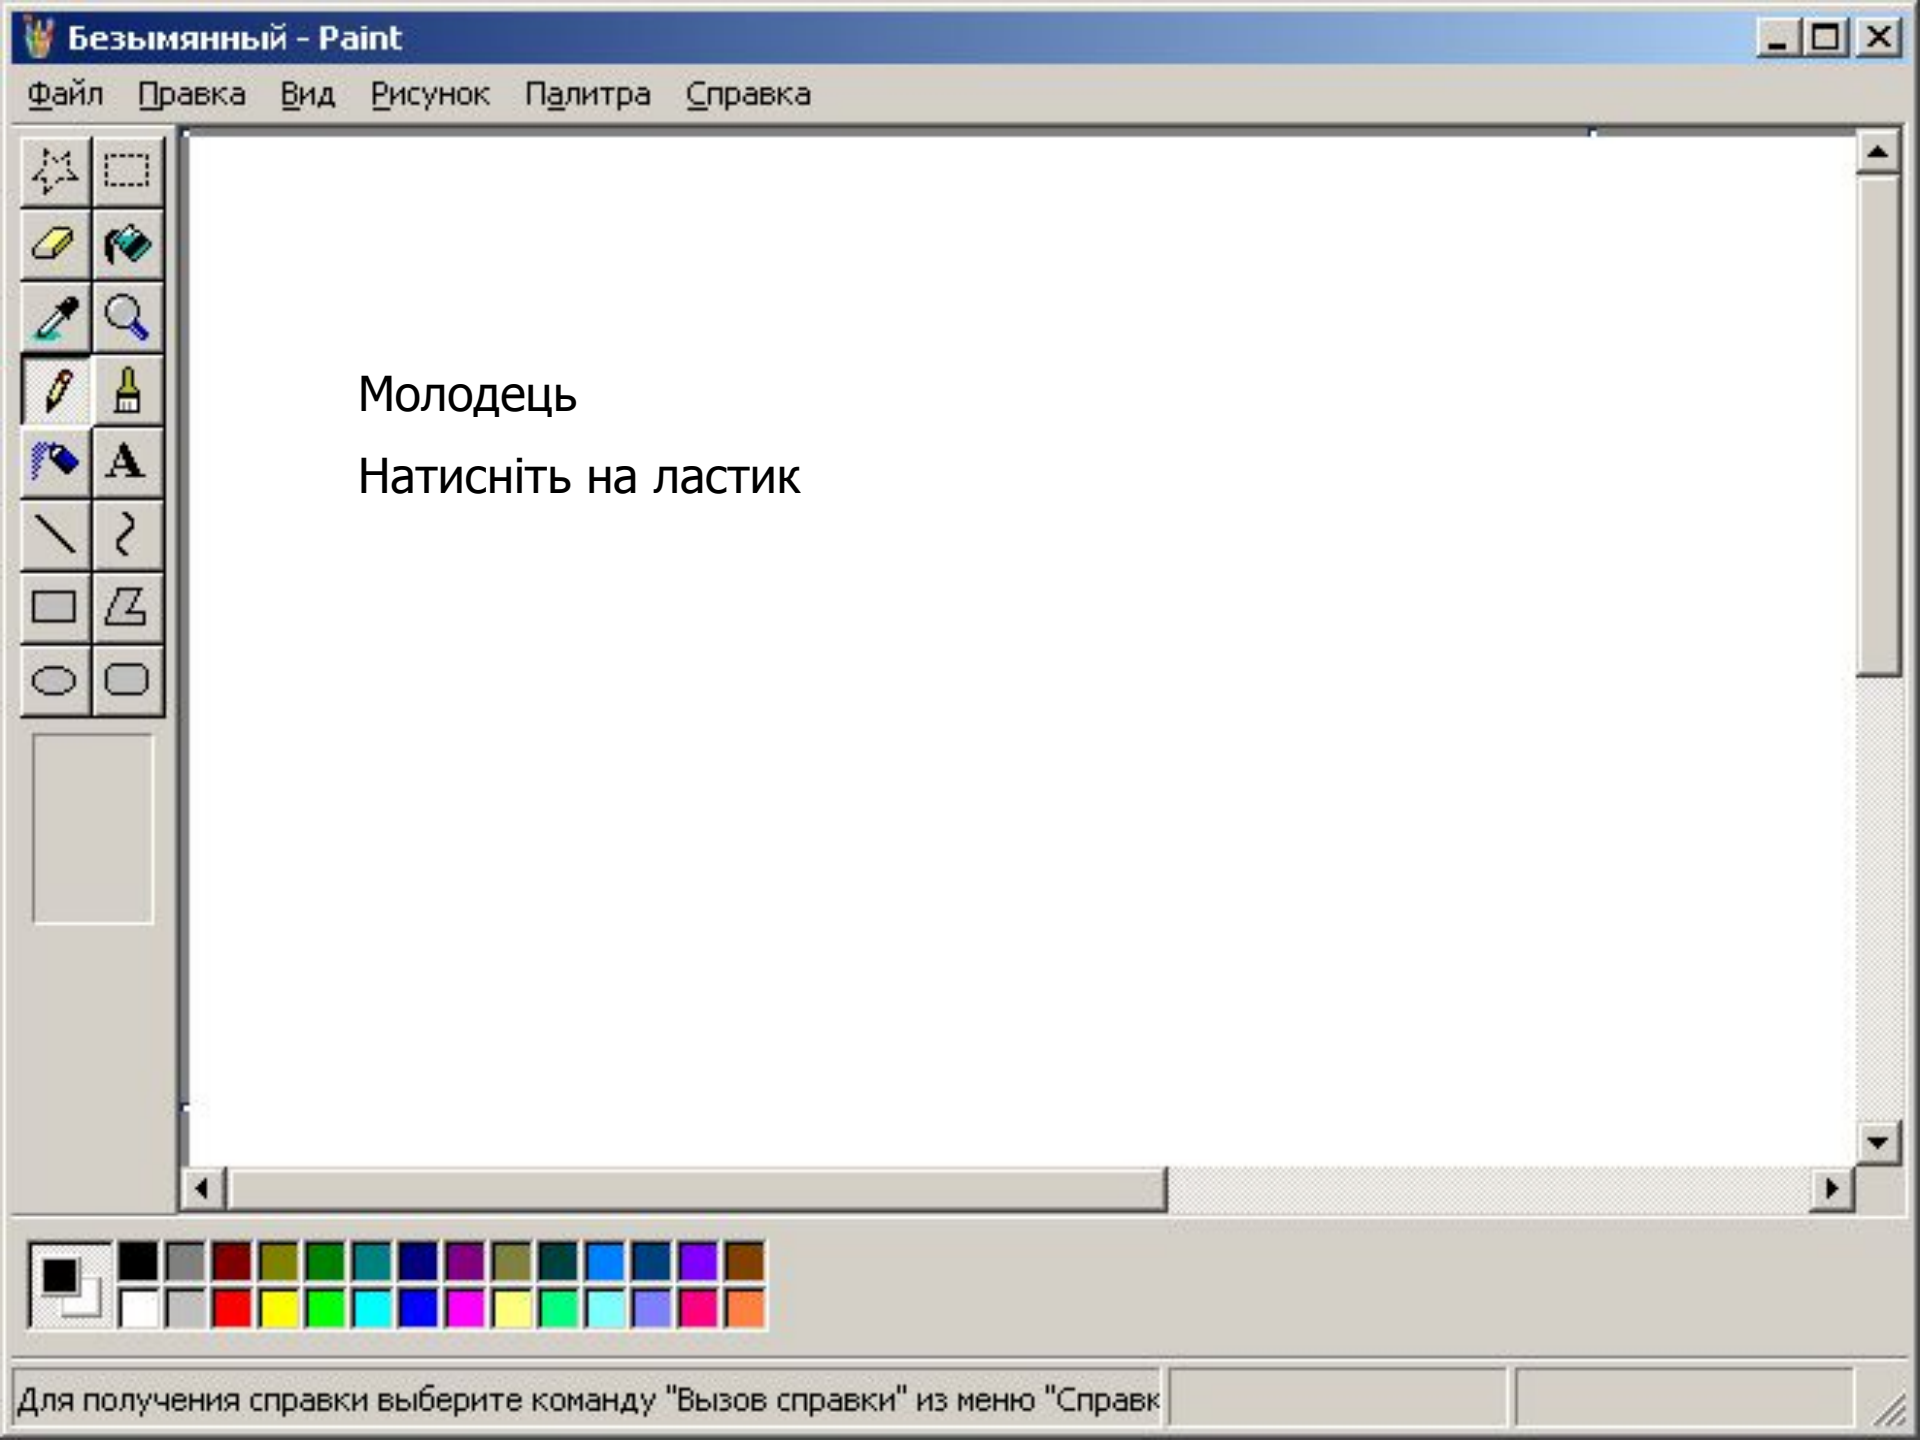 Безымянный - Paint
Файл Правка Вид Рисунок Палитра Справка
A
Молодець
Натисніть на ластик
Для получения справки выберите команду "Вызов справки" из меню "Справк